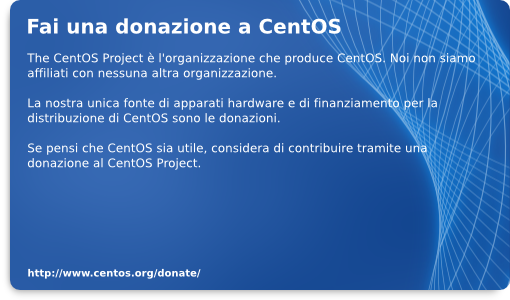 Fai una donazione a CentOS
The CentOS Project è l'organizzazione che produce CentOS. Noi non siamo
affiliati con nessuna altra organizzazione.
La nostra unica fonte di apparati hardware e di finanziamento per la
distribuzione di CentOS sono le donazioni.
Se pensi che CentOS sia utile, considera di contribuire tramite una
donazione al CentOS Project.
http://www.centos.org/donate/